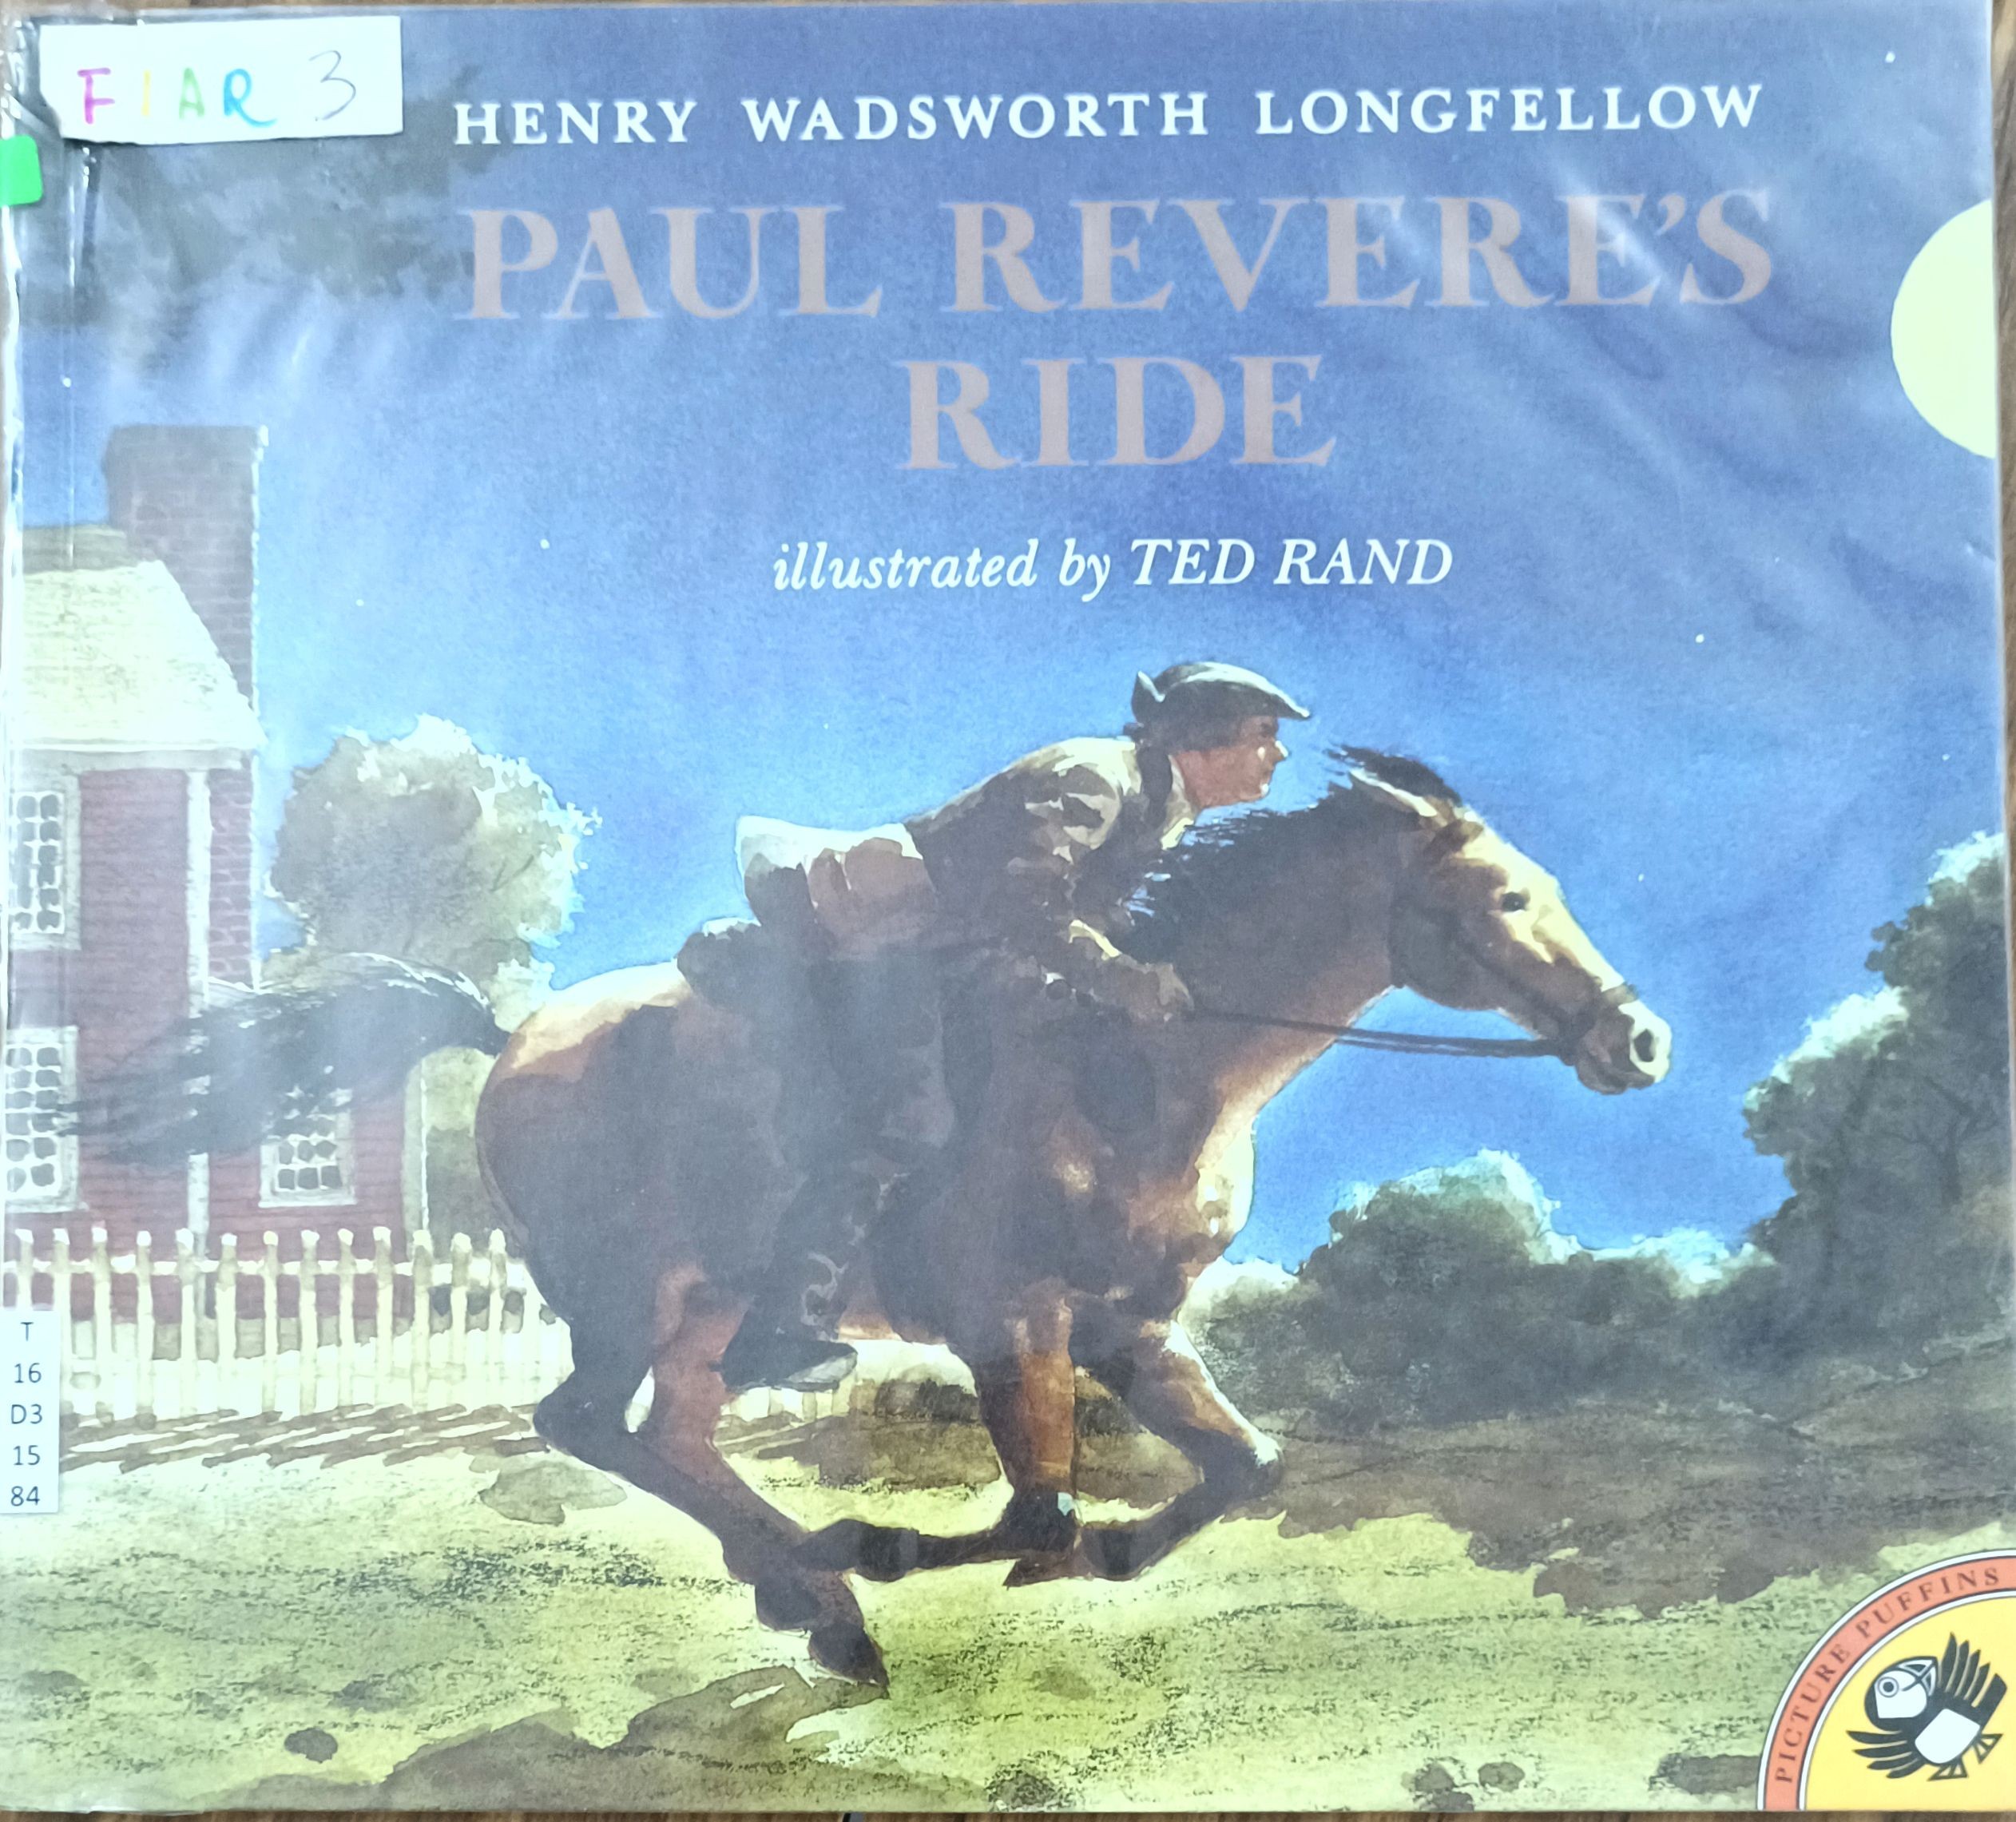 FIAR 3
HENRY WADSWORTH LONGFELLOW
PAUL REVERE'S
RIDE
illustrated by TED RAND
T
16
D3
15
84
PICTURE PUFFINS